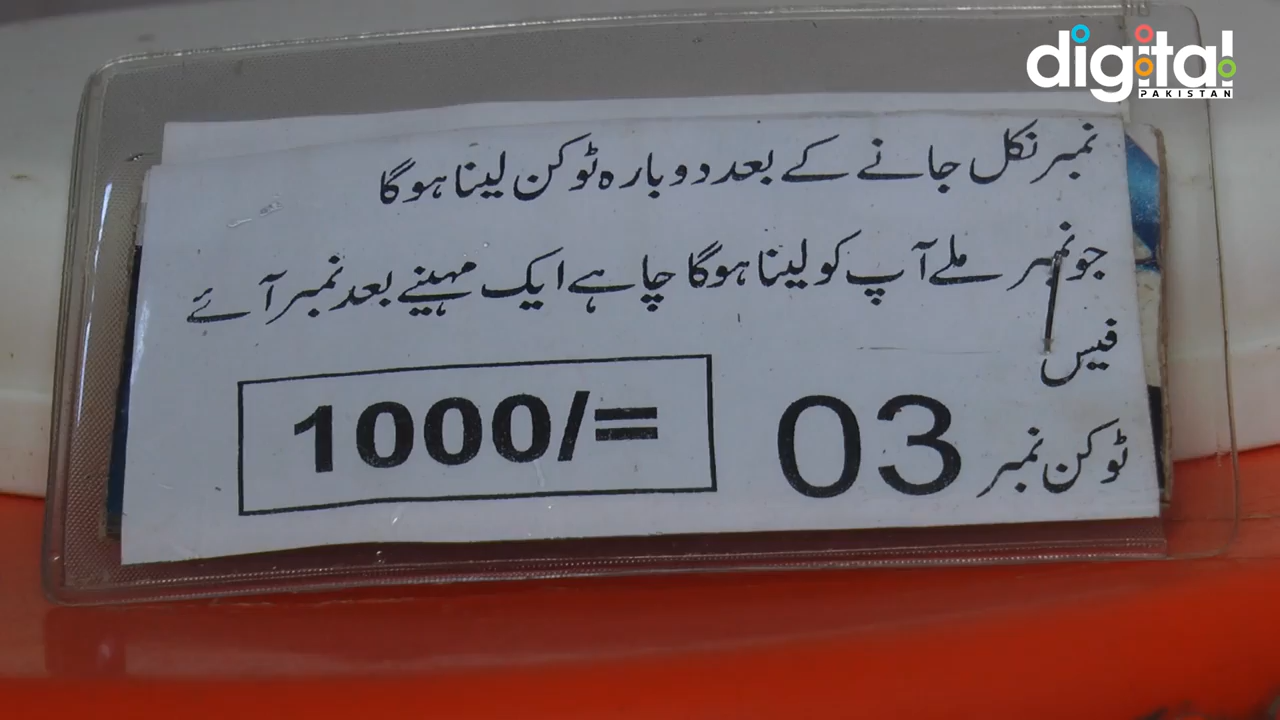 digital
PAKISTAN
نمبر نکل جانے کے بعد دوبارہ ٹوکن لینا ہوگا
جو نمبر ملے آپ کو لینا ہوگا چاہے ایک مہینے بعد نمبر آئے
فیس
ٹوکن نمبر 03 1000/=